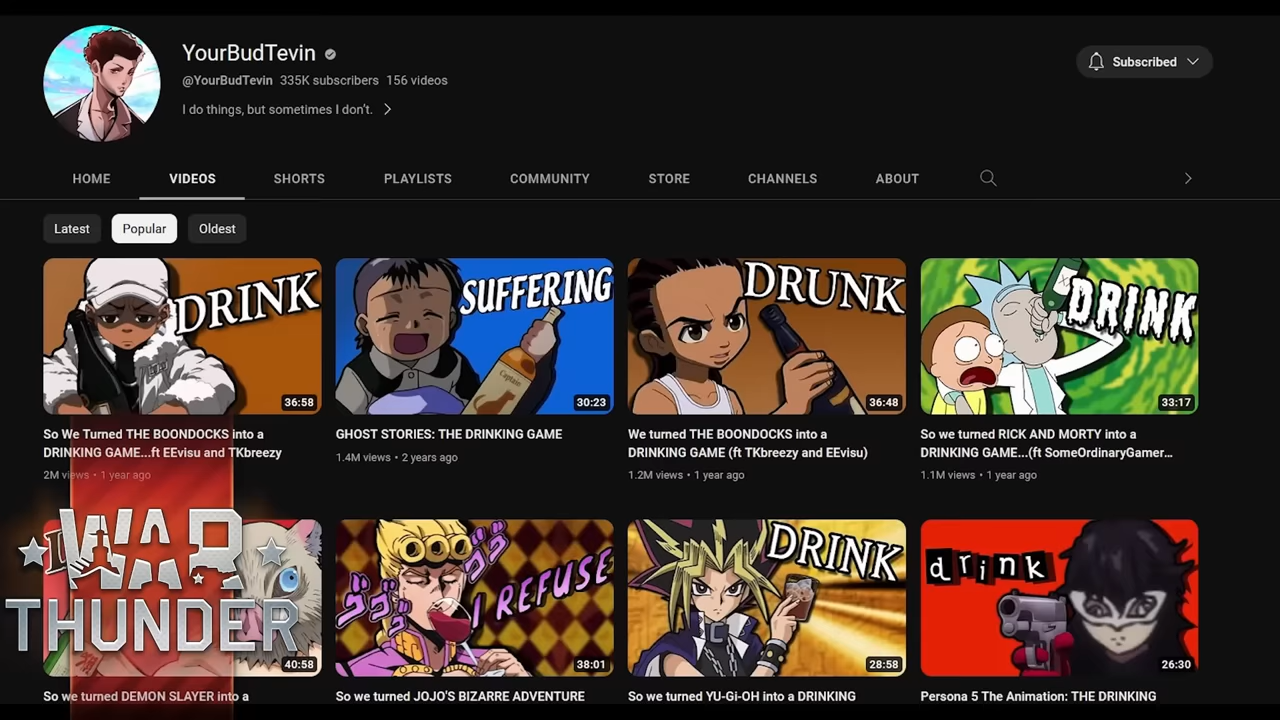 YourBudTevin
@YourBudTevin 335K subscribers 156 videos
I do things, but sometimes I don't.
Subscribed
HOME VIDEOS SHORTS PLAYLISTS COMMUNITY STORE CHANNELS ABOUT
Latest Popular Oldest
DRINK
36:58
So We Turned THE BOONDOCKS into a
DRINKING GAME...ft EEvisu and TKbreezy
2M views • 1 year ago
SUFFERING
Captain
30:23
GHOST STORIES: THE DRINKING GAME
1.4M views • 2 years ago
DRUNK
36:48
We turned THE BOONDOCKS into a
DRINKING GAME (ft TKbreezy and EEvisu)
1.2M views • 1 year ago
DRINK
33:17
So we turned RICK AND MORTY into a
DRINKING GAME...(ft SomeOrdinaryGamer...
1.1M views • 1 year ago
WAR
THUNDER
40:58
So we turned DEMON SLAYER into a
ゴゴゴ
ゴゴ
I REFUSE
38:01
So we turned JOJO'S BIZARRE ADVENTURE
DRINK
28:58
So we turned YU-Gi-OH into a DRINKING
drink
26:30
Persona 5 The Animation: THE DRINKING